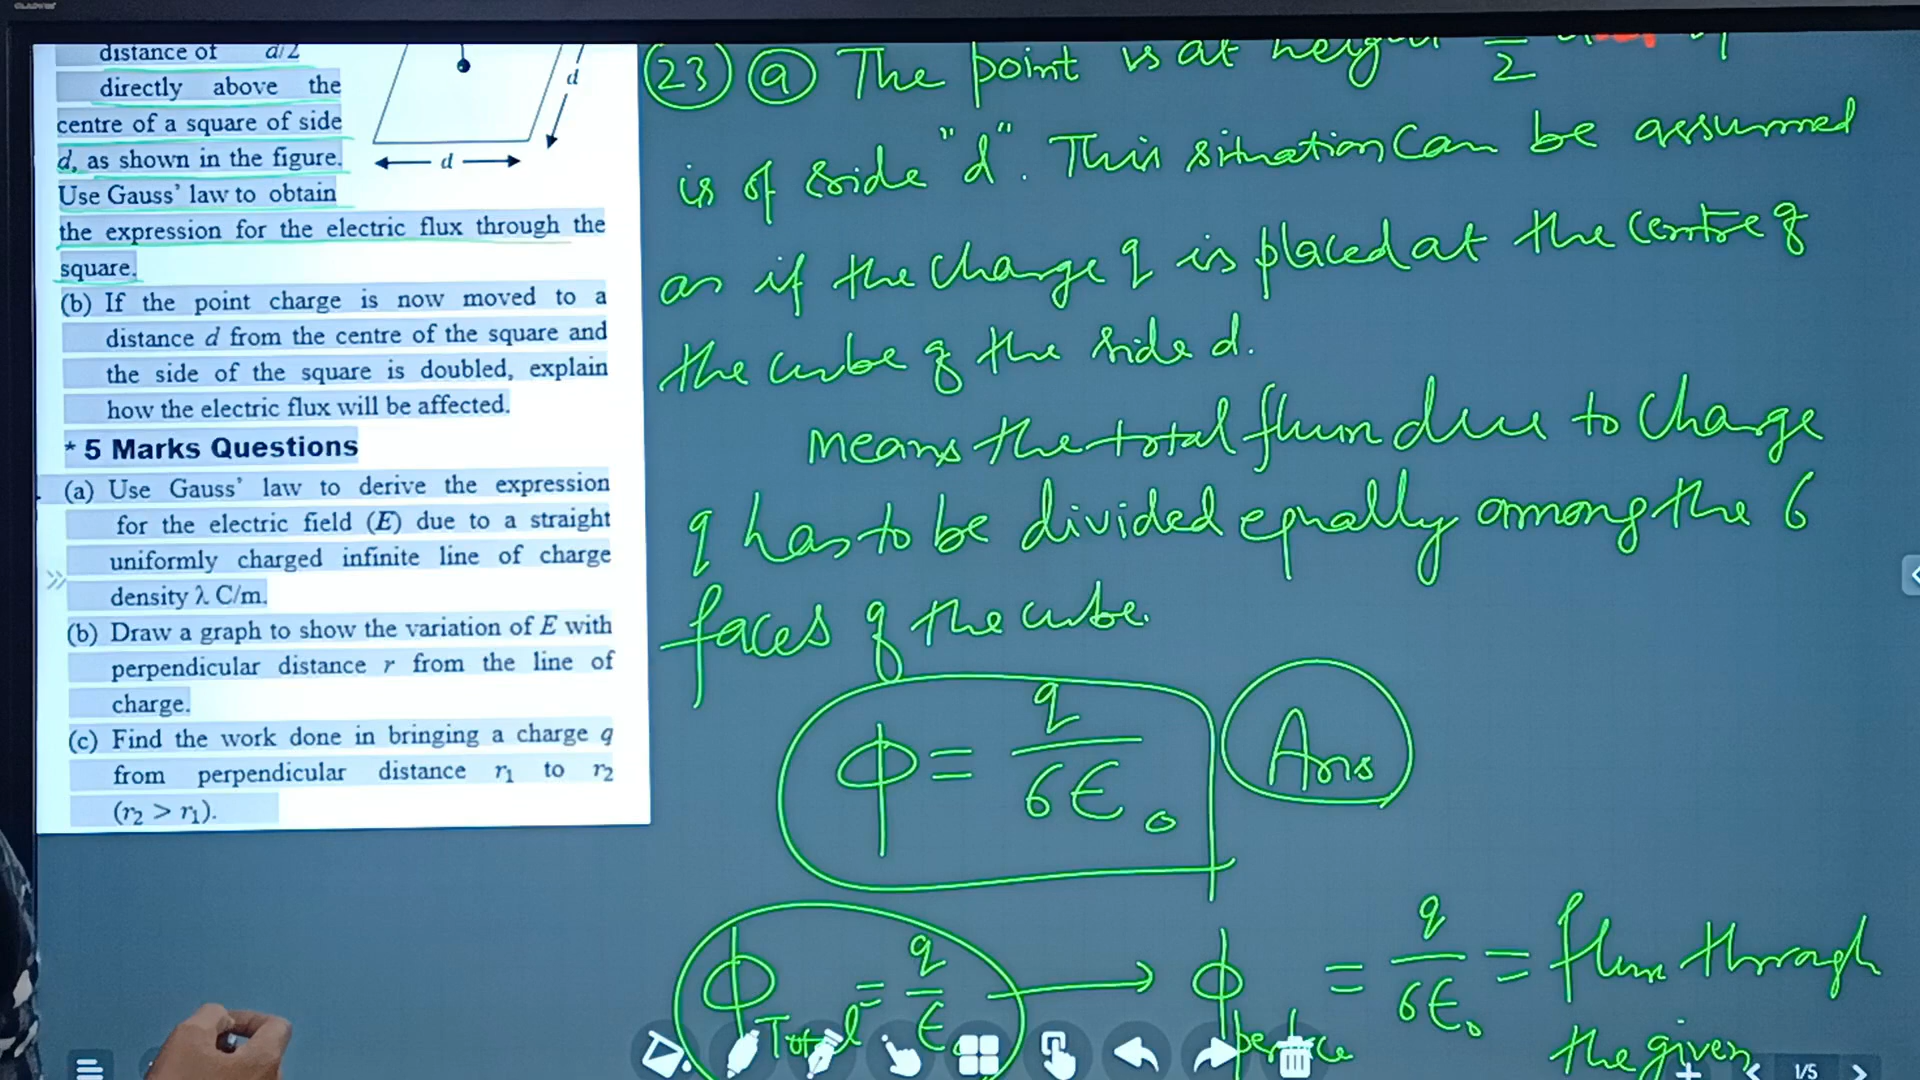 distance of d/2
directly above the
centre of a square of side
d, as shown in the figure.
Use Gauss' law to obtain
the expression for the electric flux through the
square.
d
d
(b) If the point charge is now moved to a
distance d from the centre of the square and
the side of the square is doubled, explain
how the electric flux will be affected.
* 5 Marks Questions
(a) Use Gauss' law to derive the expression
for the electric field (E) due to a straight
uniformly charged infinite line of charge
density λ C/m.
(b) Draw a graph to show the variation of E with
perpendicular distance r from the line of
charge.
(c) Find the work done in bringing a charge q
from perpendicular distance r₁ to r₂
(r₂ > r₁).
(23) (a) The point is at height /2
is of side "d". This situation can be assumed
as if the charge q is placed at the centre of
the cube of the side d.
means the total flux due to charge
q has to be divided equally among the 6
faces of the cube.
ϕ = q/6ϵ₀ Ans
ϕTotal = q/ϵ → ϕper face = q/6ϵ₀ = flux through
the given
1/5